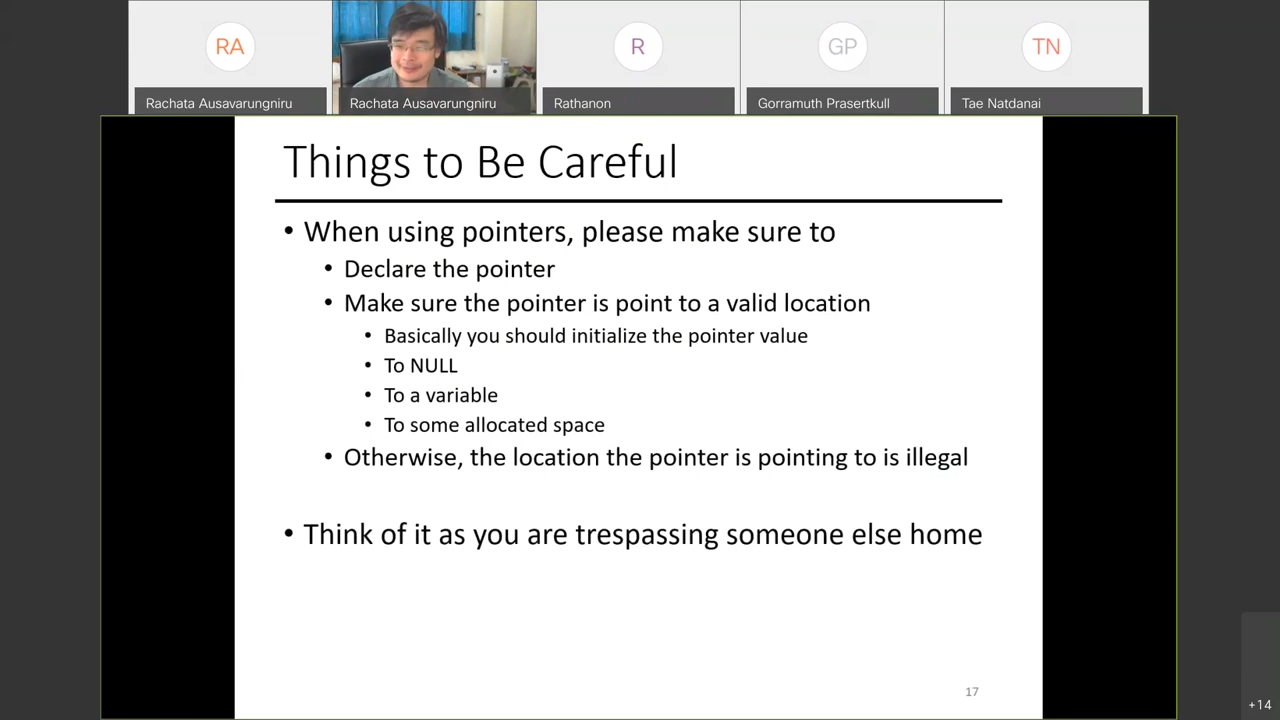 RA
R
GP
TN
Rachata Ausavarungniru
Rachata Ausavarungniru
Rathanon
Gorramuth Prasertkull
Tae Natdanai
Things to Be Careful
• When using pointers, please make sure to
• Declare the pointer
• Make sure the pointer is point to a valid location
• Basically you should initialize the pointer value
• To NULL
• To a variable
• To some allocated space
• Otherwise, the location the pointer is pointing to is illegal
• Think of it as you are trespassing someone else home
17
+14